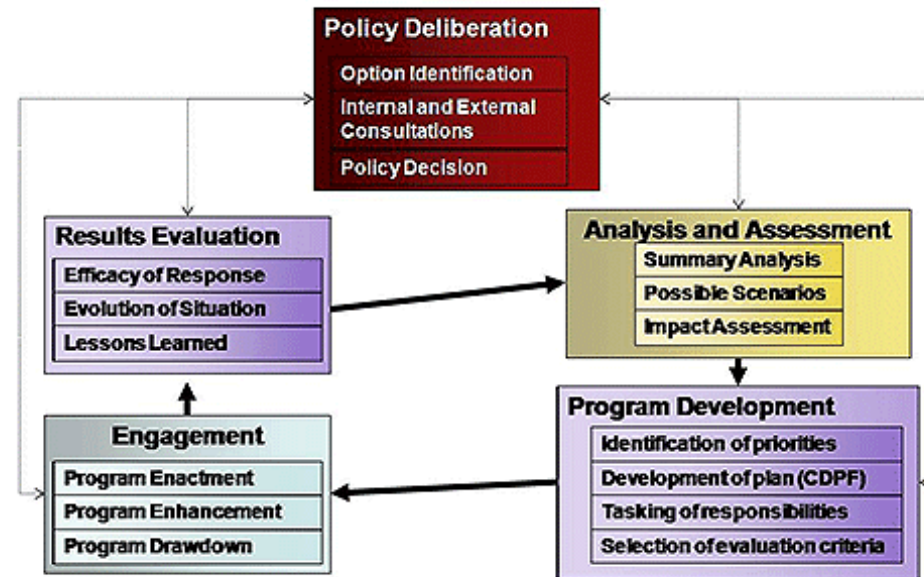 Policy Deliberation
Option Identification
Internal and External
Consultations
Policy Decision
Results Evaluation
Efficacy of Response
Evolution of Situation
Lessons Learned
Analysis and Assessment
Summary Analysis
Possible Scenarios
Impact Assessment
Engagement
Program Enactment
Program Enhancement
Program Drawdown
Program Development
Identification of priorities
Development of plan (CDPF)
Tasking of responsibilities
Selection of evaluation criteria